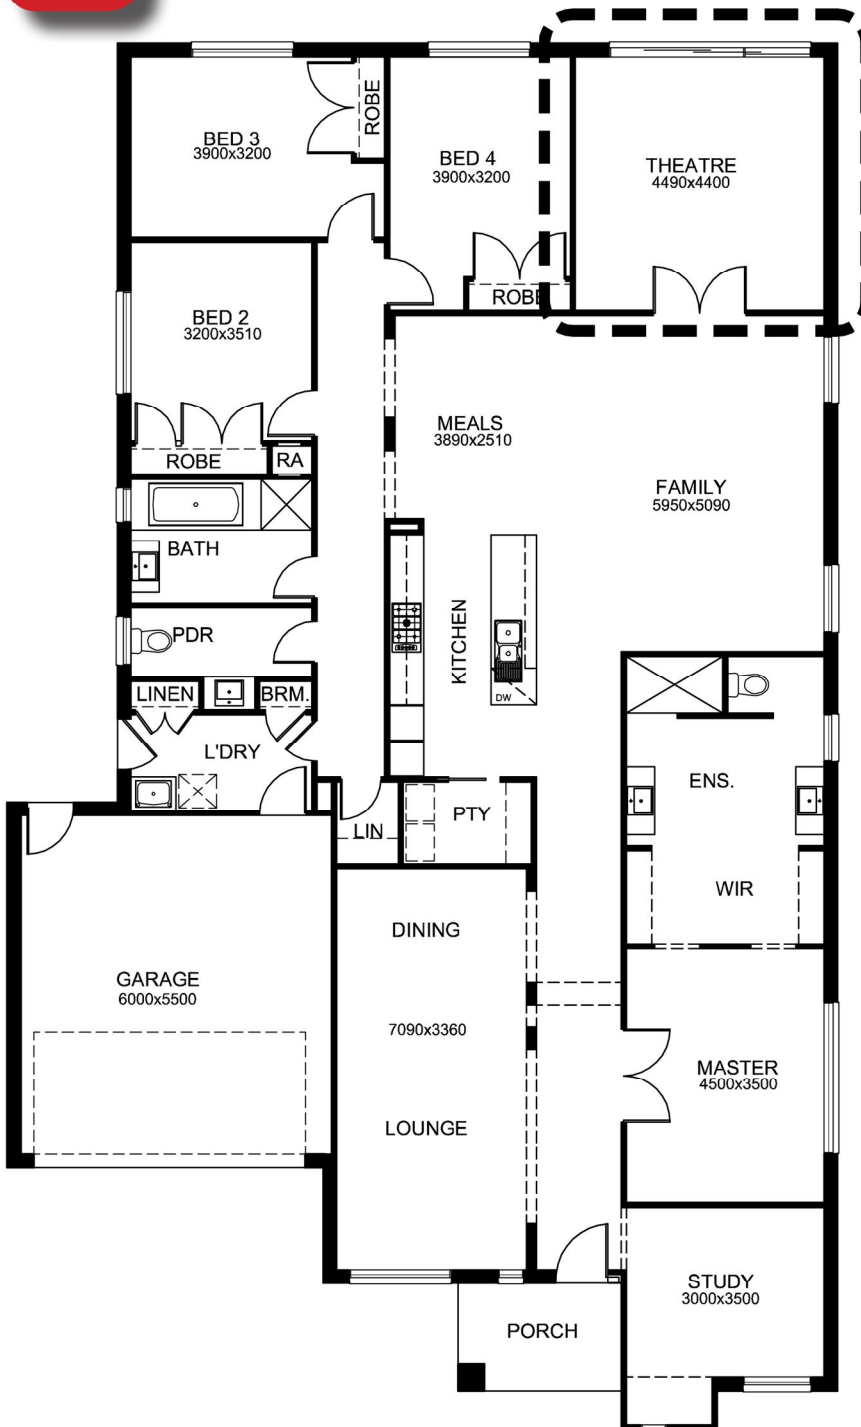 BED 3
3900x3200
ROBE
BED 4
3900x3200
THEATRE
4490x4400
ROBE
BED 2
3200x3510
MEALS
3890x2510
ROBE
RA
FAMILY
5950x5090
BATH
KITCHEN
PDR
LINEN
BRM.
DW
L'DRY
ENS.
PTY
LIN
WIR
DINING
GARAGE
6000x5500
7090x3360
MASTER
4500x3500
LOUNGE
STUDY
3000x3500
PORCH